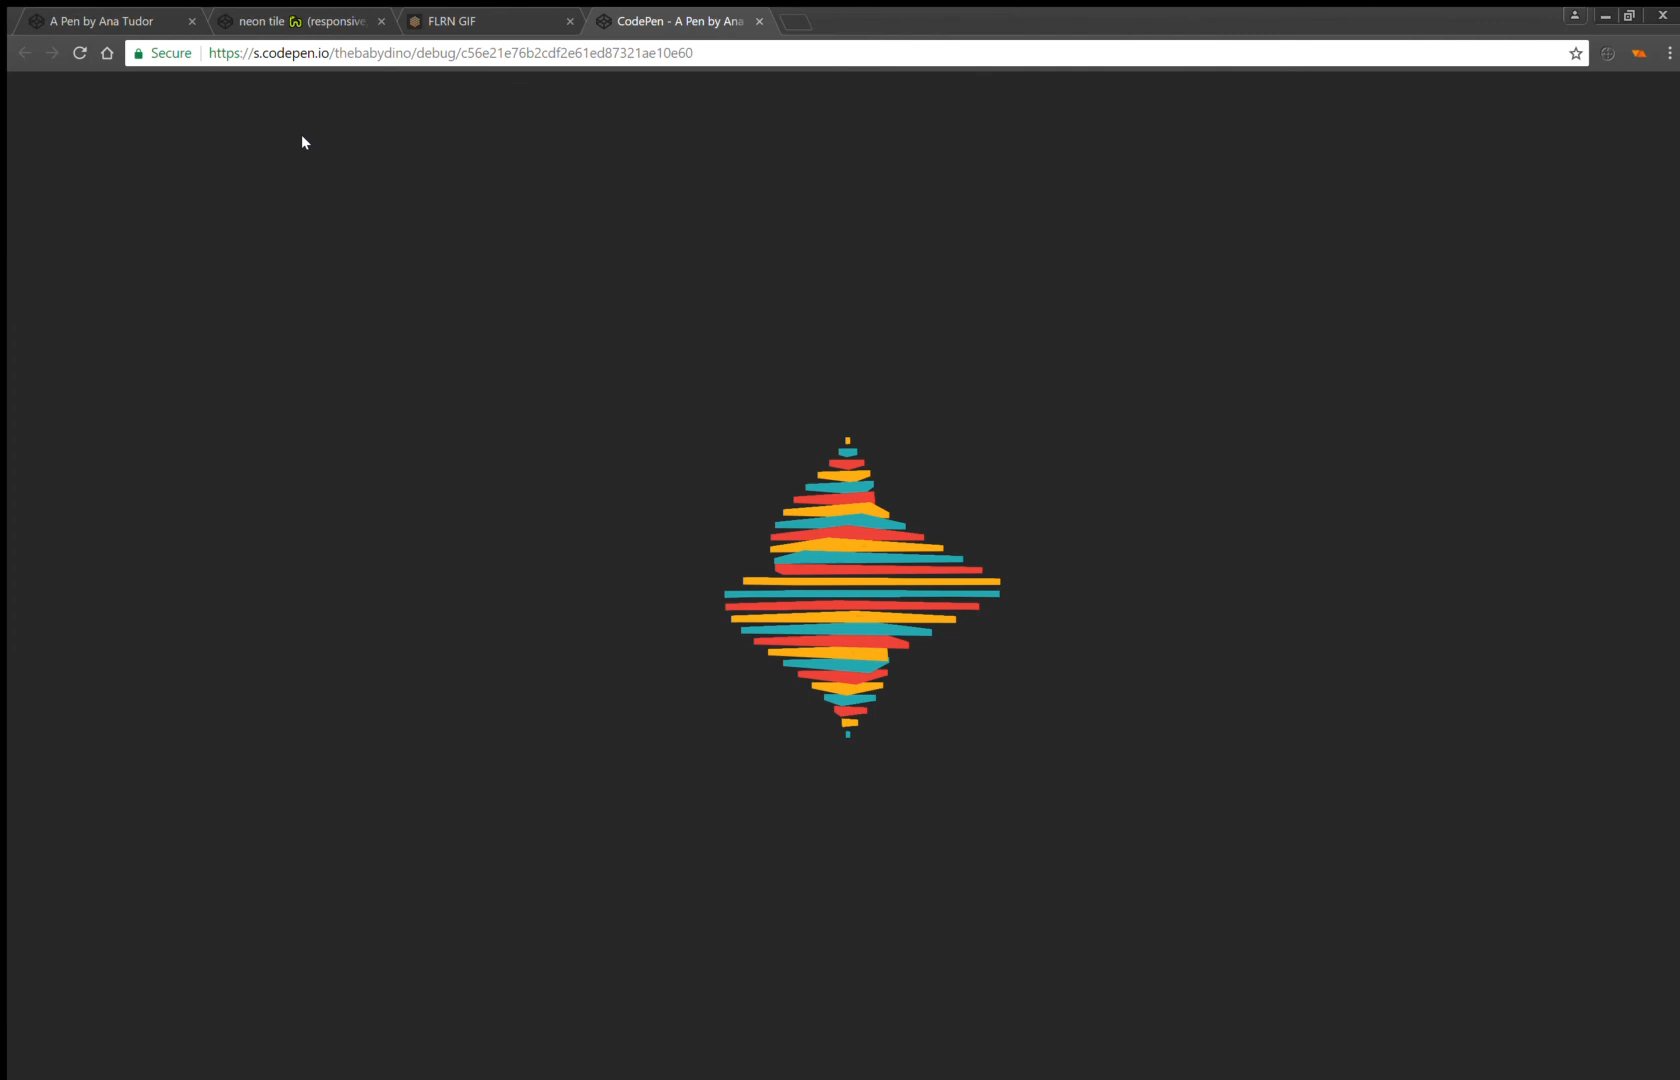 A Pen by Ana Tudor
neon tile (responsive,
FLRN GIF
CodePen - A Pen by Ana
Secure
https://s.codepen.io/thebabydino/debug/c56e21e76b2cdf2e61ed87321ae10e60